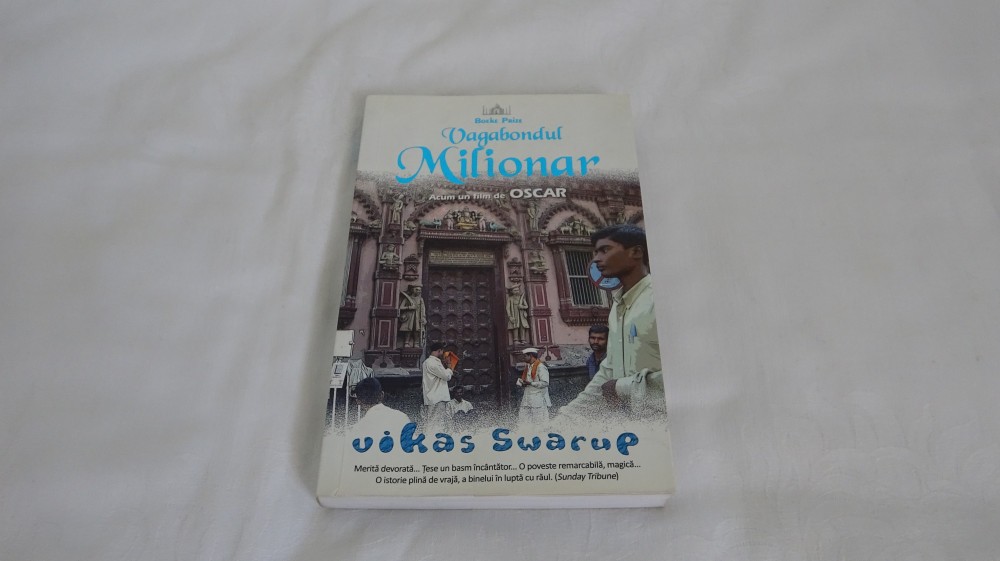 Boeke Prize
Vagabondul
Milionar
Acum un film de OSCAR
vikas Swarup
Merită devorată... Țese un basm încântător... O poveste remarcabilă, magică...
O istorie plină de vrajă, a binelui în luptă cu răul. (Sunday Tribune)